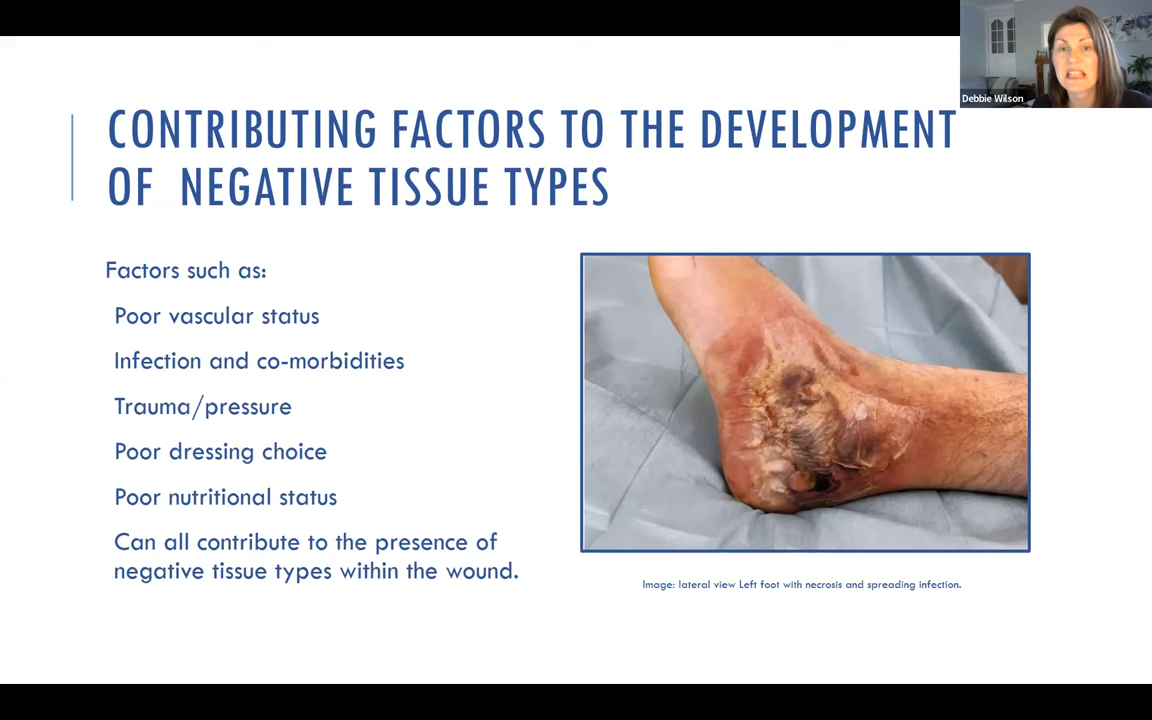 Debbie Wilson
CONTRIBUTING FACTORS TO THE DEVELOPMENT
OF NEGATIVE TISSUE TYPES
Factors such as:
Poor vascular status
Infection and co-morbidities
Trauma/pressure
Poor dressing choice
Poor nutritional status
Can all contribute to the presence of
negative tissue types within the wound.
Image: lateral view Left foot with necrosis and spreading infection.